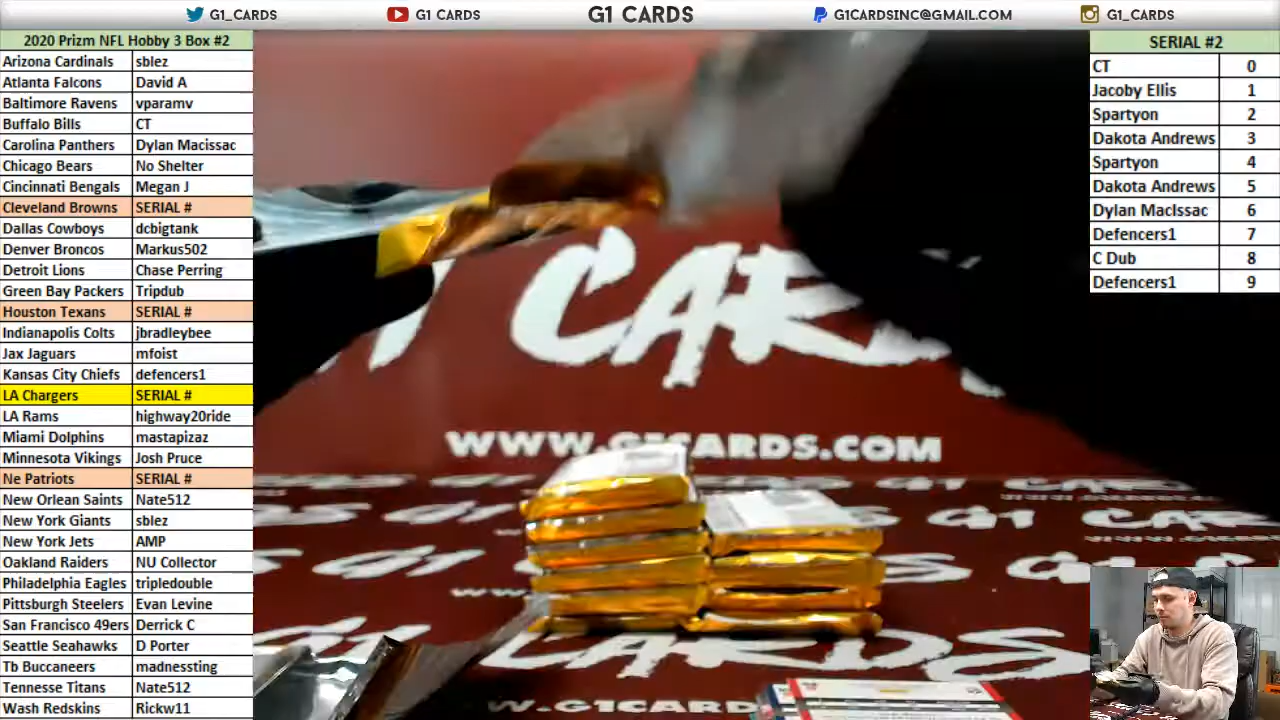 G1_CARDS
G1 CARDS
G1 CARDS
G1CARDSINC@GMAIL.COM
G1_CARDS
2020 Prizm NFL Hobby 3 Box #2
Arizona Cardinals sblez
Atlanta Falcons David A
Baltimore Ravens vparamv
Buffalo Bills CT
Carolina Panthers Dylan Macissac
Chicago Bears No Shelter
Cincinnati Bengals Megan J
Cleveland Browns SERIAL #
Dallas Cowboys dcbigtank
Denver Broncos Markus502
Detroit Lions Chase Perring
Green Bay Packers Tripdub
Houston Texans SERIAL #
Indianapolis Colts jbradleybee
Jax Jaguars mfoist
Kansas City Chiefs defencers1
LA Chargers SERIAL #
LA Rams highway20ride
Miami Dolphins mastapizaz
Minnesota Vikings Josh Pruce
Ne Patriots SERIAL #
New Orlean Saints Nate512
New York Giants sblez
New York Jets AMP
Oakland Raiders NU Collector
Philadelphia Eagles tripledouble
Pittsburgh Steelers Evan Levine
San Francisco 49ers Derrick C
Seattle Seahawks D Porter
Tb Buccaneers madnessting
Tennesse Titans Nate512
Wash Redskins Rickw11
SERIAL #2
CT 0
Jacoby Ellis 1
Spartyon 2
Dakota Andrews 3
Spartyon 4
Dakota Andrews 5
Dylan MacIssac 6
Defencers1 7
C Dub 8
Defencers1 9
WWW.G1CARDS.COM
G1 CARDS
CARDS